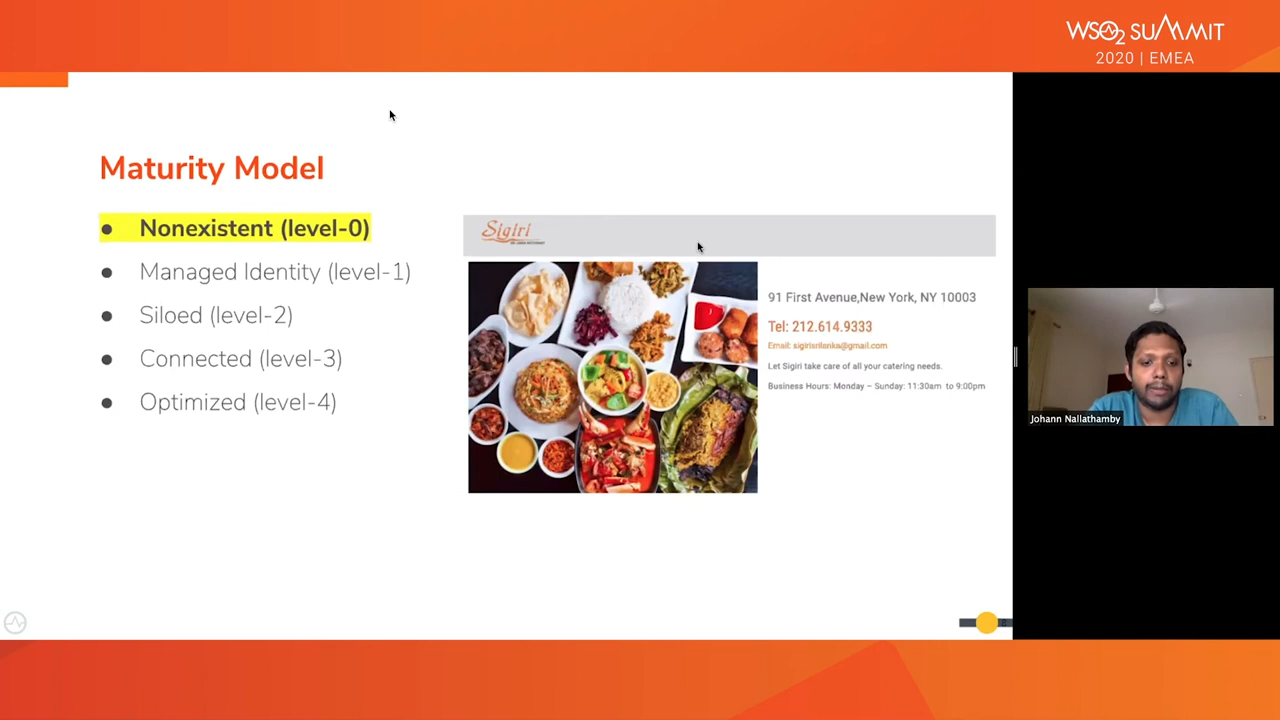 WSO2 SUMMIT
2020 | EMEA
Maturity Model
● Nonexistent (level-0)
● Managed Identity (level-1)
● Siloed (level-2)
● Connected (level-3)
● Optimized (level-4)
Sigiri
91 First Avenue,New York, NY 10003
Tel: 212.614.9333
Email: sigirisrilanka@gmail.com
Let Sigiri take care of all your catering needs.
Business Hours: Monday – Sunday: 11:30am to 9:00pm
Johann Nallathamby